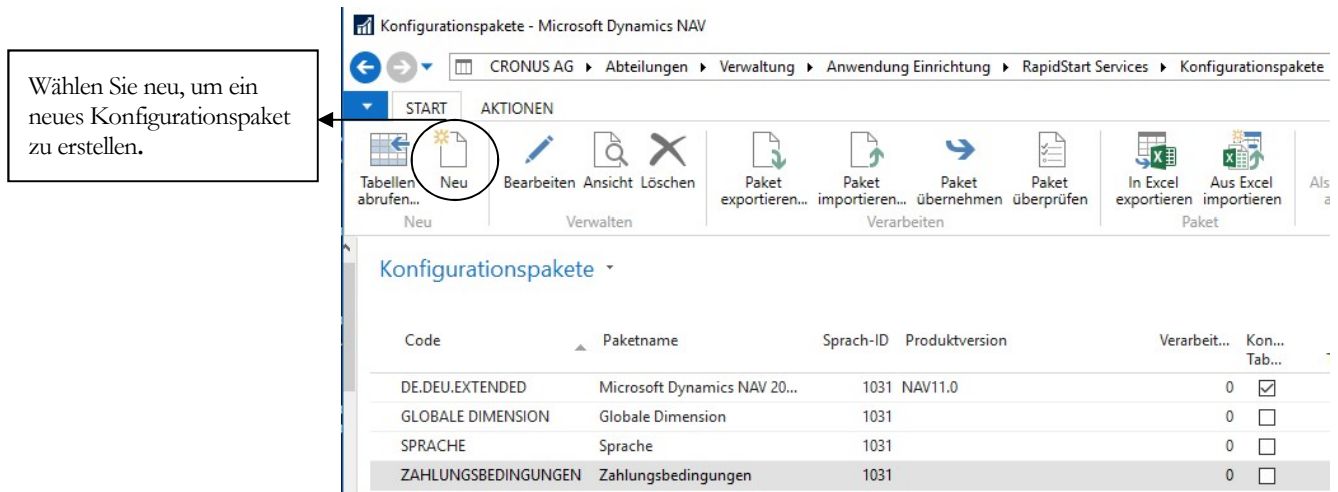 Konfigurationspakete - Microsoft Dynamics NAV
CRONUS AG ▸ Abteilungen ▸ Verwaltung ▸ Anwendung Einrichtung ▸ RapidStart Services ▸ Konfigurationspakete
Wählen Sie neu, um ein
neues Konfigurationspaket
zu erstellen.
START AKTIONEN
Tabellen Neu Bearbeiten Ansicht Löschen Paket Paket Paket Paket In Excel Aus Excel
abrufen... exportieren... importieren... übernehmen überprüfen exportieren importieren
Neu Verwalten Verarbeiten Paket
Konfigurationspakete
Code Paketname Sprach-ID Produktversion Verarbeit... Kon...
Tab...
DE.DEU.EXTENDED Microsoft Dynamics NAV 20... 1031 NAV11.0 0
GLOBALE DIMENSION Globale Dimension 1031 0
SPRACHE Sprache 1031 0
ZAHLUNGSBEDINGUNGEN Zahlungsbedingungen 1031 0